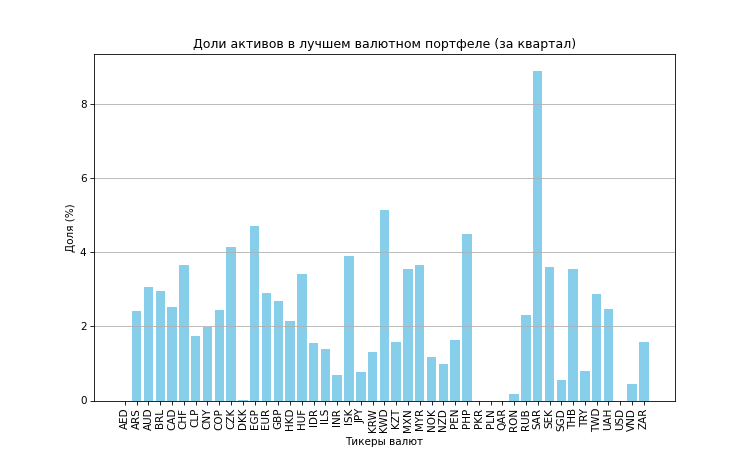 Доли активов в лучшем валютном портфеле (за квартал)
Доля (%)
8
6
4
2
0
AED ARS AUD BRL CAD CHF CLP CNY COP CZK DKK EGP EUR GBP HKD HUF IDR ILS INR ISK JPY KRW KWD KZT MXN MYR NOK NZD PEN PHP PKR PLN QAR RON RUB SAR SEK SGD THB TRY TWD UAH USD VND ZAR
Тикеры валют